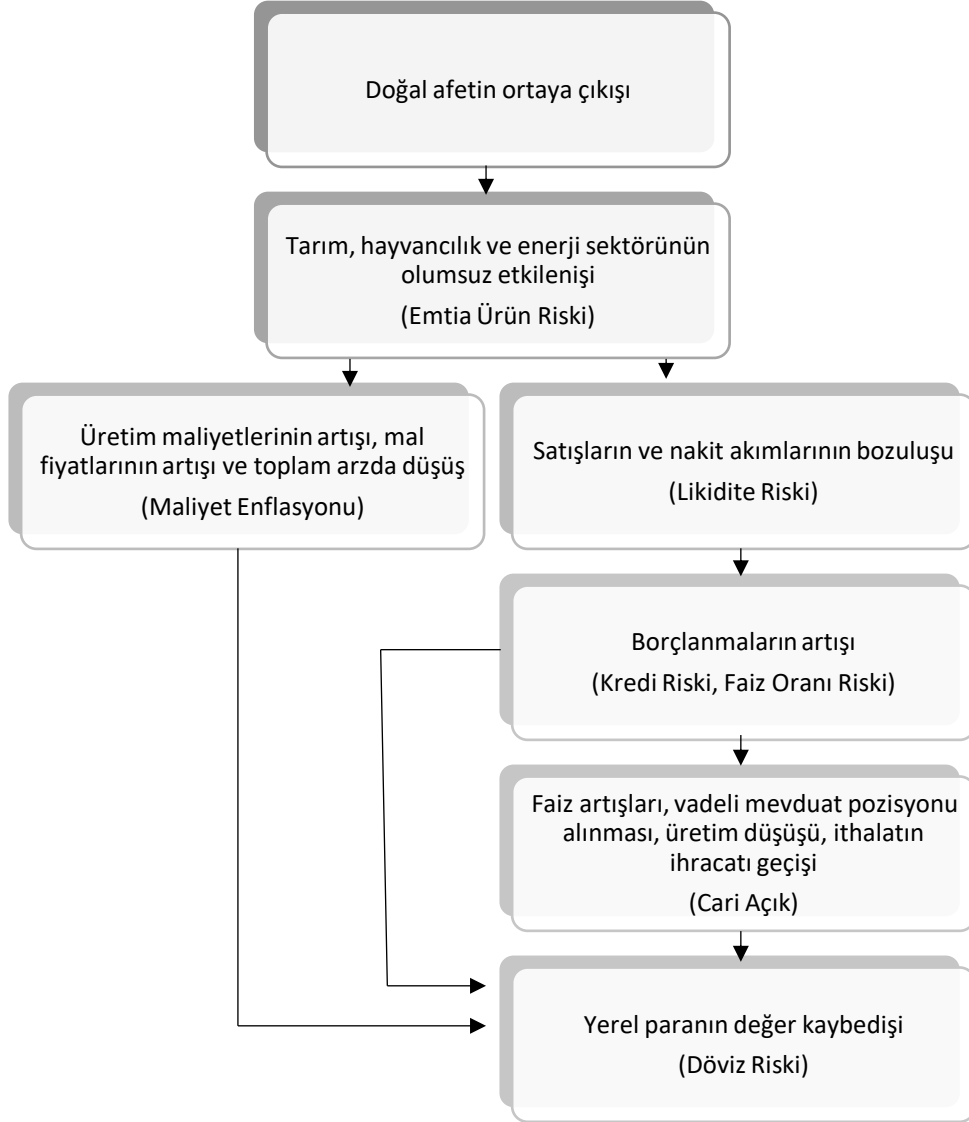 Doğal afetin ortaya çıkışı
Tarım, hayvancılık ve enerji sektörünün
olumsuz etkilenişi
(Emtia Ürün Riski)
Üretim maliyetlerinin artışı, mal
fiyatlarının artışı ve toplam arzda düşüş
(Maliyet Enflasyonu)
Satışların ve nakit akımlarının bozuluşu
(Likidite Riski)
Borçlanmaların artışı
(Kredi Riski, Faiz Oranı Riski)
Faiz artışları, vadeli mevduat pozisyonu
alınması, üretim düşüşü, ithalatın
ihracatı geçişi
(Cari Açık)
Yerel paranın değer kaybedişi
(Döviz Riski)